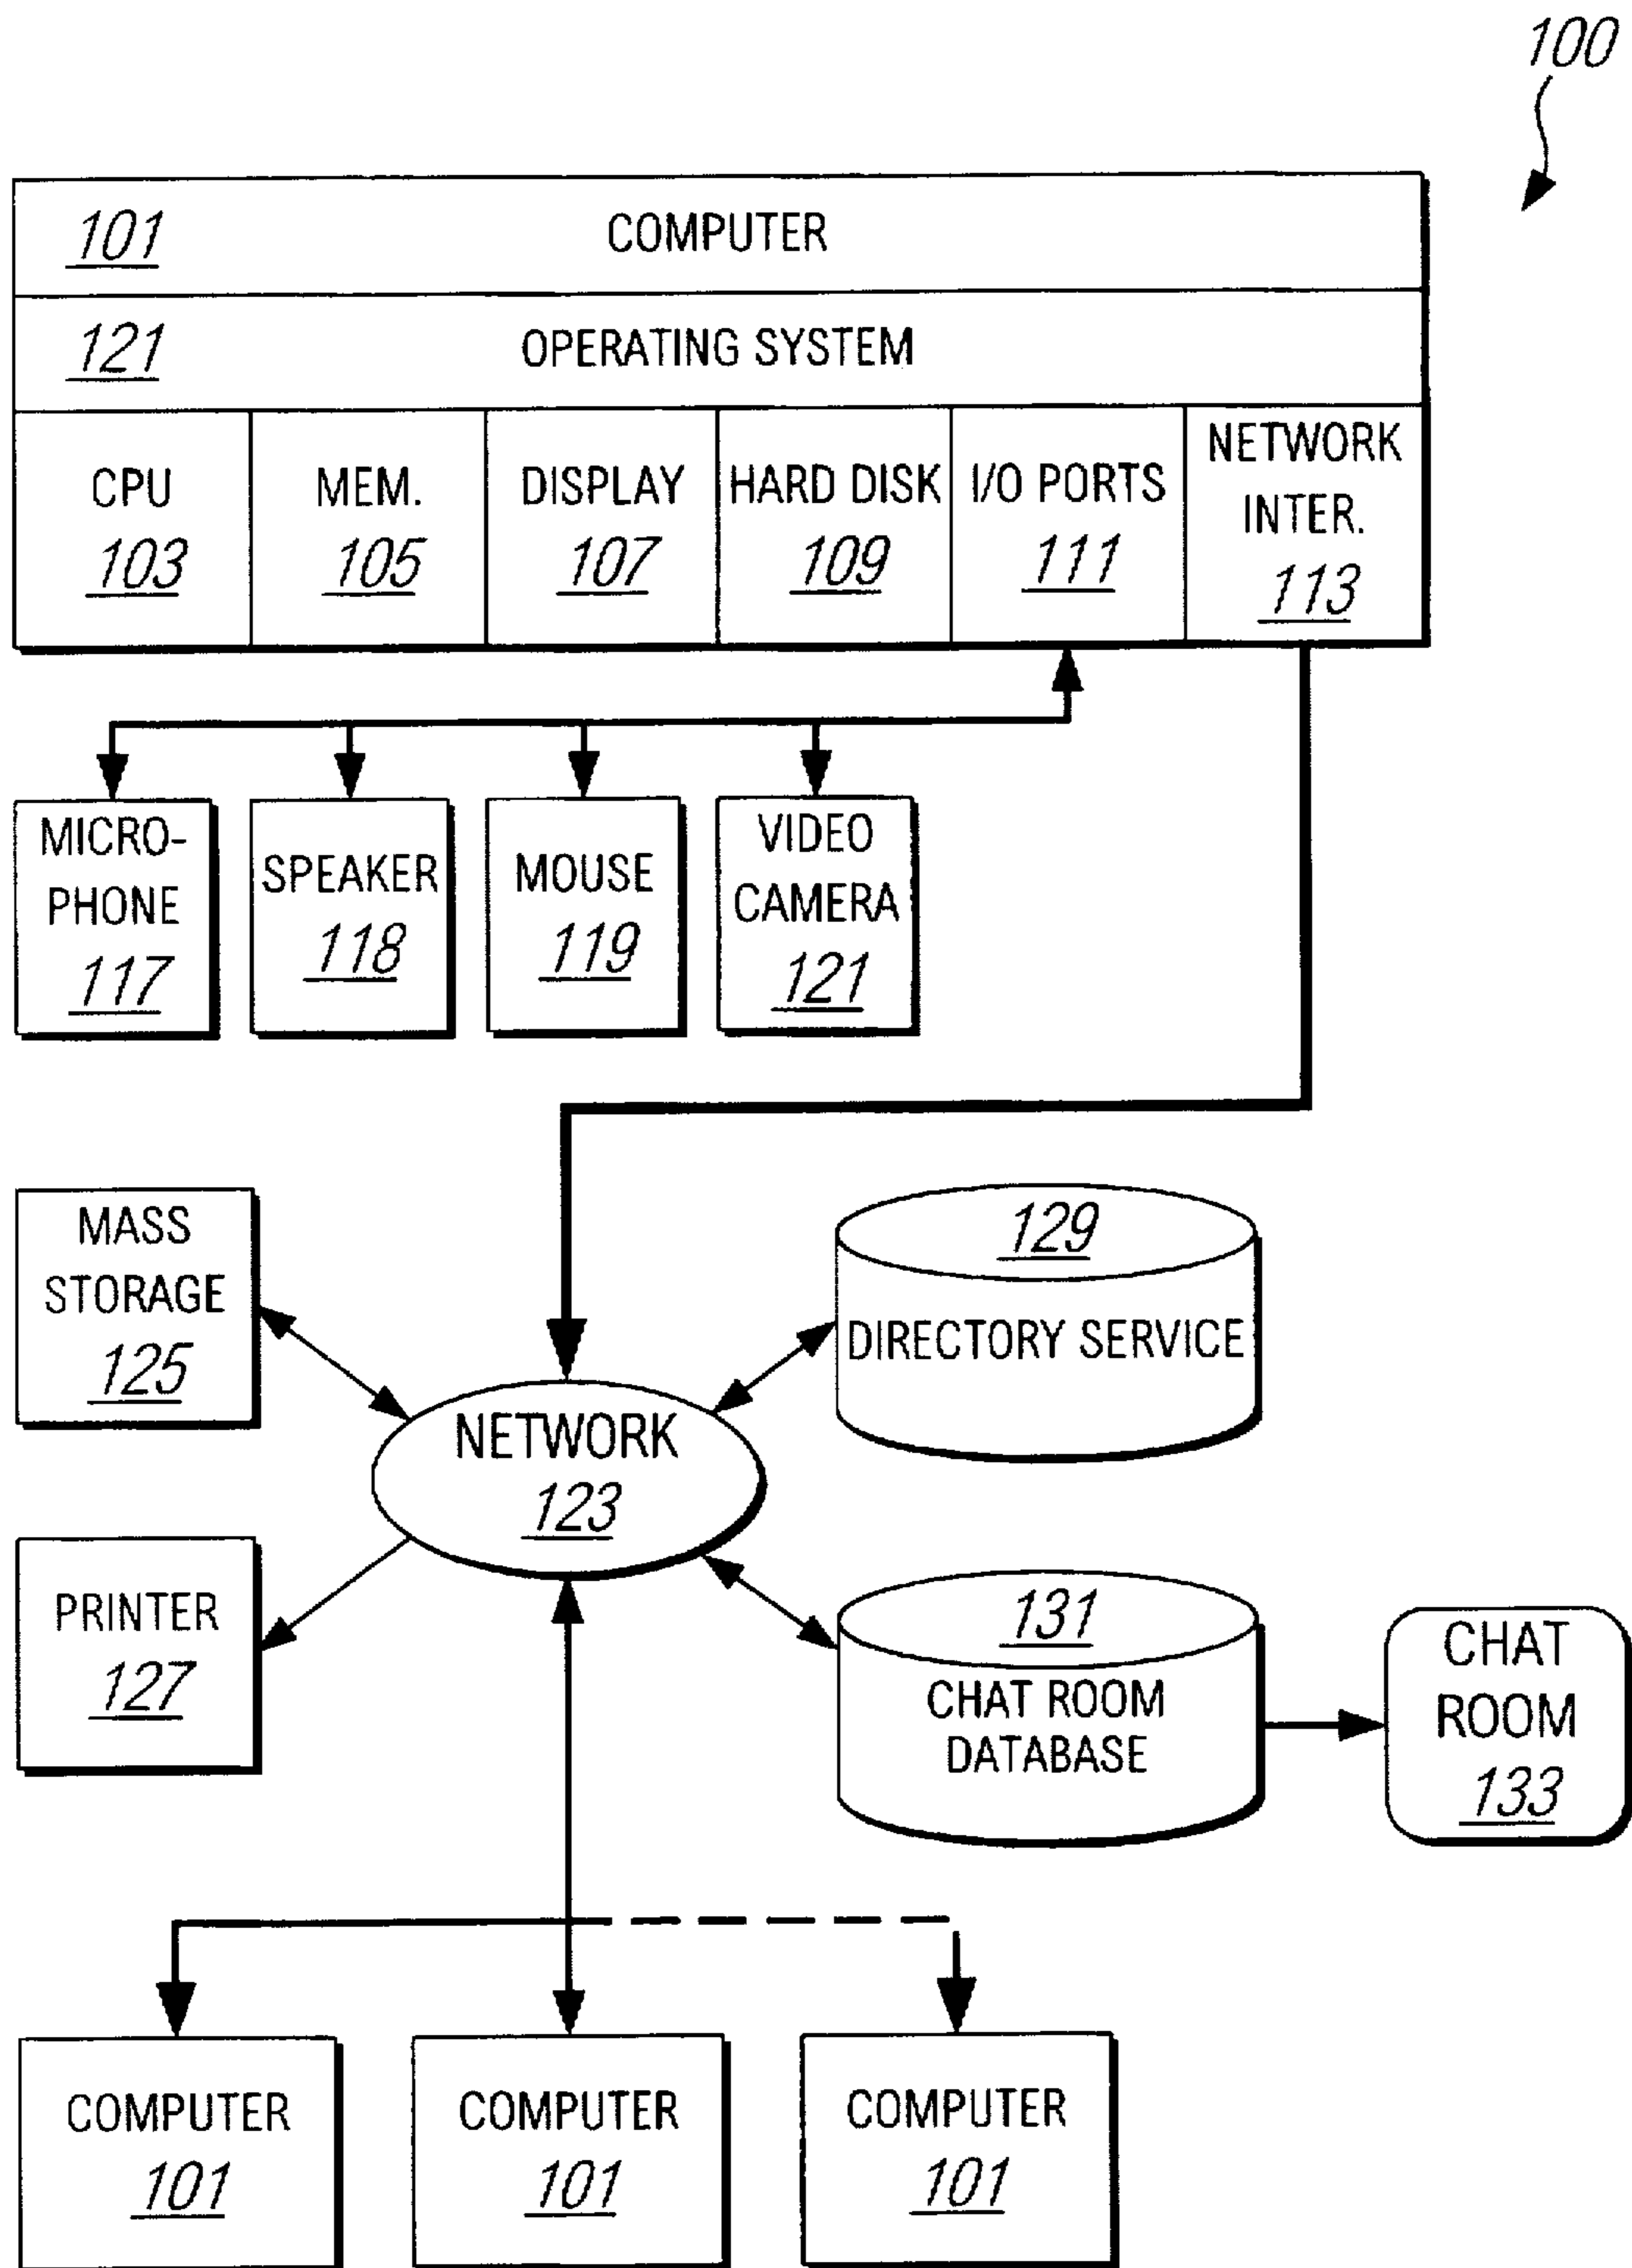 100
101 COMPUTER
121 OPERATING SYSTEM
CPU
103
MEM.
105
DISPLAY
107
HARD DISK
109
I/O PORTS
111
NETWORK
INTER.
113
MICRO-
PHONE
117
SPEAKER
118
MOUSE
119
VIDEO
CAMERA
121
MASS
STORAGE
125
129
DIRECTORY SERVICE
NETWORK
123
PRINTER
127
131
CHAT ROOM
DATABASE
CHAT
ROOM
133
COMPUTER
101
COMPUTER
101
COMPUTER
101